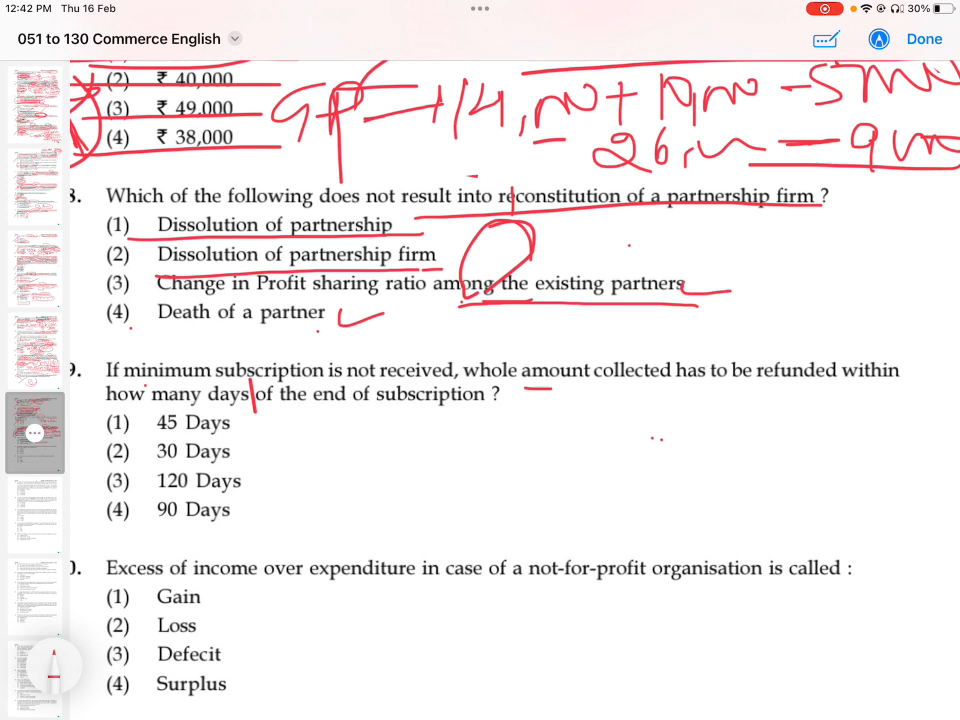 12:42 PM Thu 16 Feb
30%
051 to 130 Commerce English
Done
(2) ₹ 40,000
(3) ₹ 49,000
(4) ₹ 38,000
8. Which of the following does not result into reconstitution of a partnership firm ?
(1) Dissolution of partnership
(2) Dissolution of partnership firm
(3) Change in Profit sharing ratio among the existing partners
(4) Death of a partner
9. If minimum subscription is not received, whole amount collected has to be refunded within
how many days of the end of subscription ?
(1) 45 Days
(2) 30 Days
(3) 120 Days
(4) 90 Days
0. Excess of income over expenditure in case of a not-for-profit organisation is called :
(1) Gain
(2) Loss
(3) Defecit
(4) Surplus